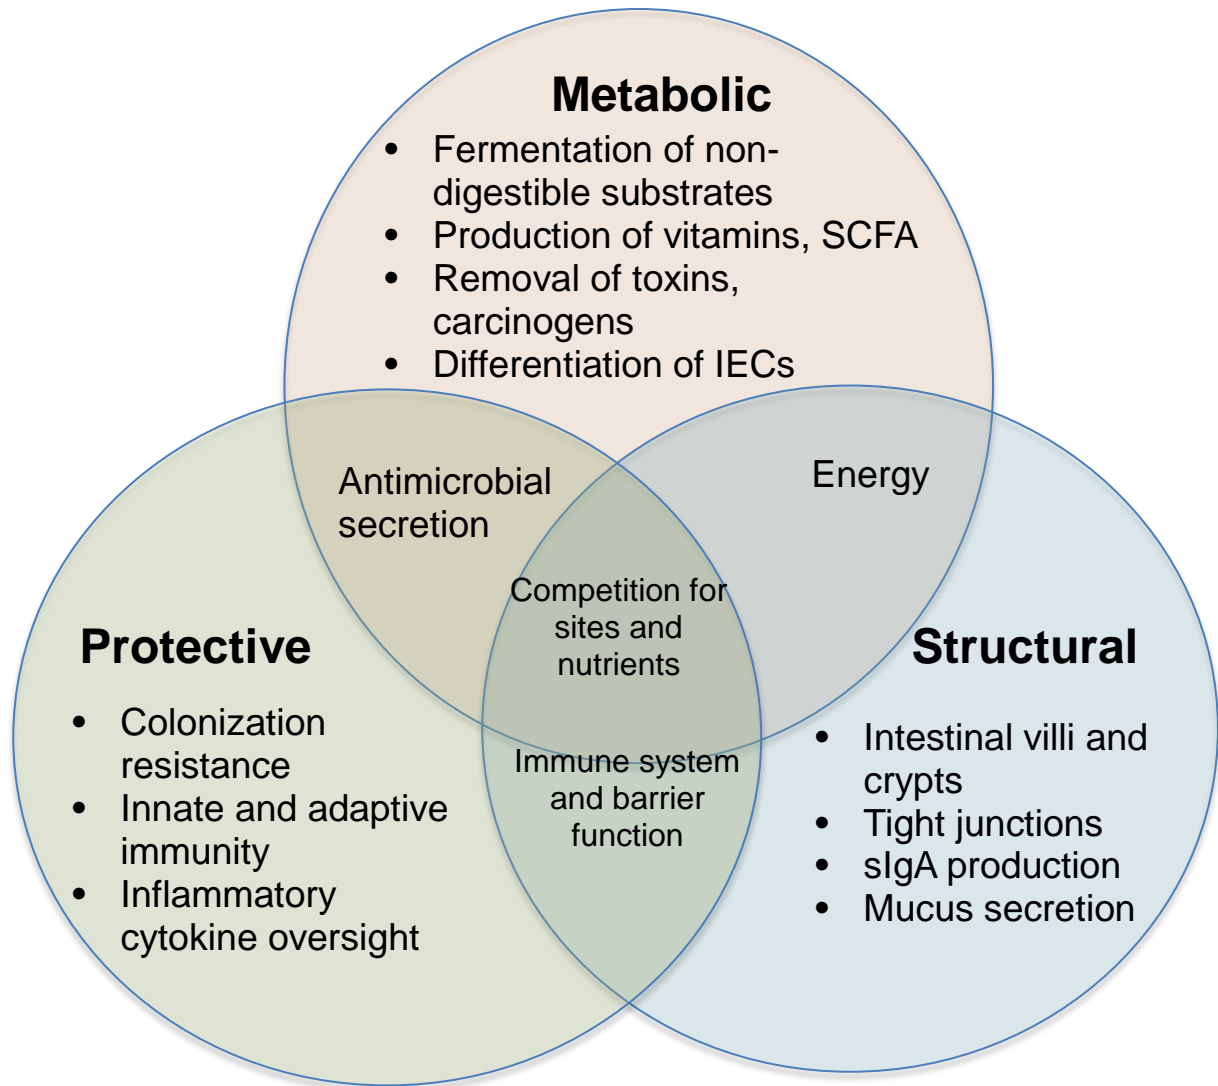 Metabolic
• Fermentation of non-
digestible substrates
• Production of vitamins, SCFA
• Removal of toxins,
carcinogens
• Differentiation of IECs
Antimicrobial
secretion
Energy
Competition for
sites and
nutrients
Protective
• Colonization
resistance
• Innate and adaptive
immunity
• Inflammatory
cytokine oversight
Immune system
and barrier
function
Structural
• Intestinal villi and
crypts
• Tight junctions
• sIgA production
• Mucus secretion